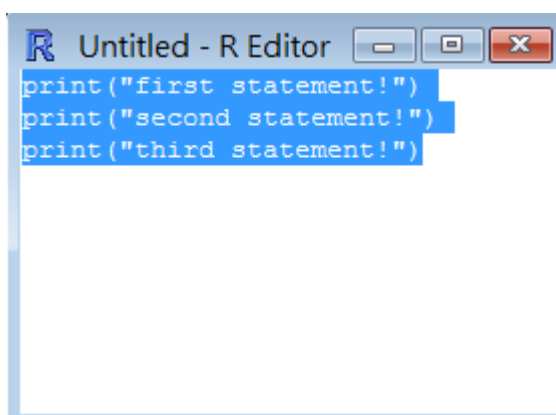 R Untitled - R Editor
print("first statement!")
print("second statement!")
print("third statement!")